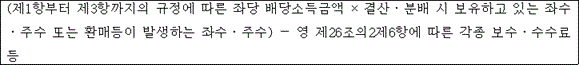 (제1항부터 제3항까지의 규정에 따른 좌당 배당소득금액 × 결산·분배 시 보유하고 있는 좌수
·주수 또는 환매등이 발생하는 좌수·주수) － 영 제26조의2제6항에 따른 각종 보수·수수료
등